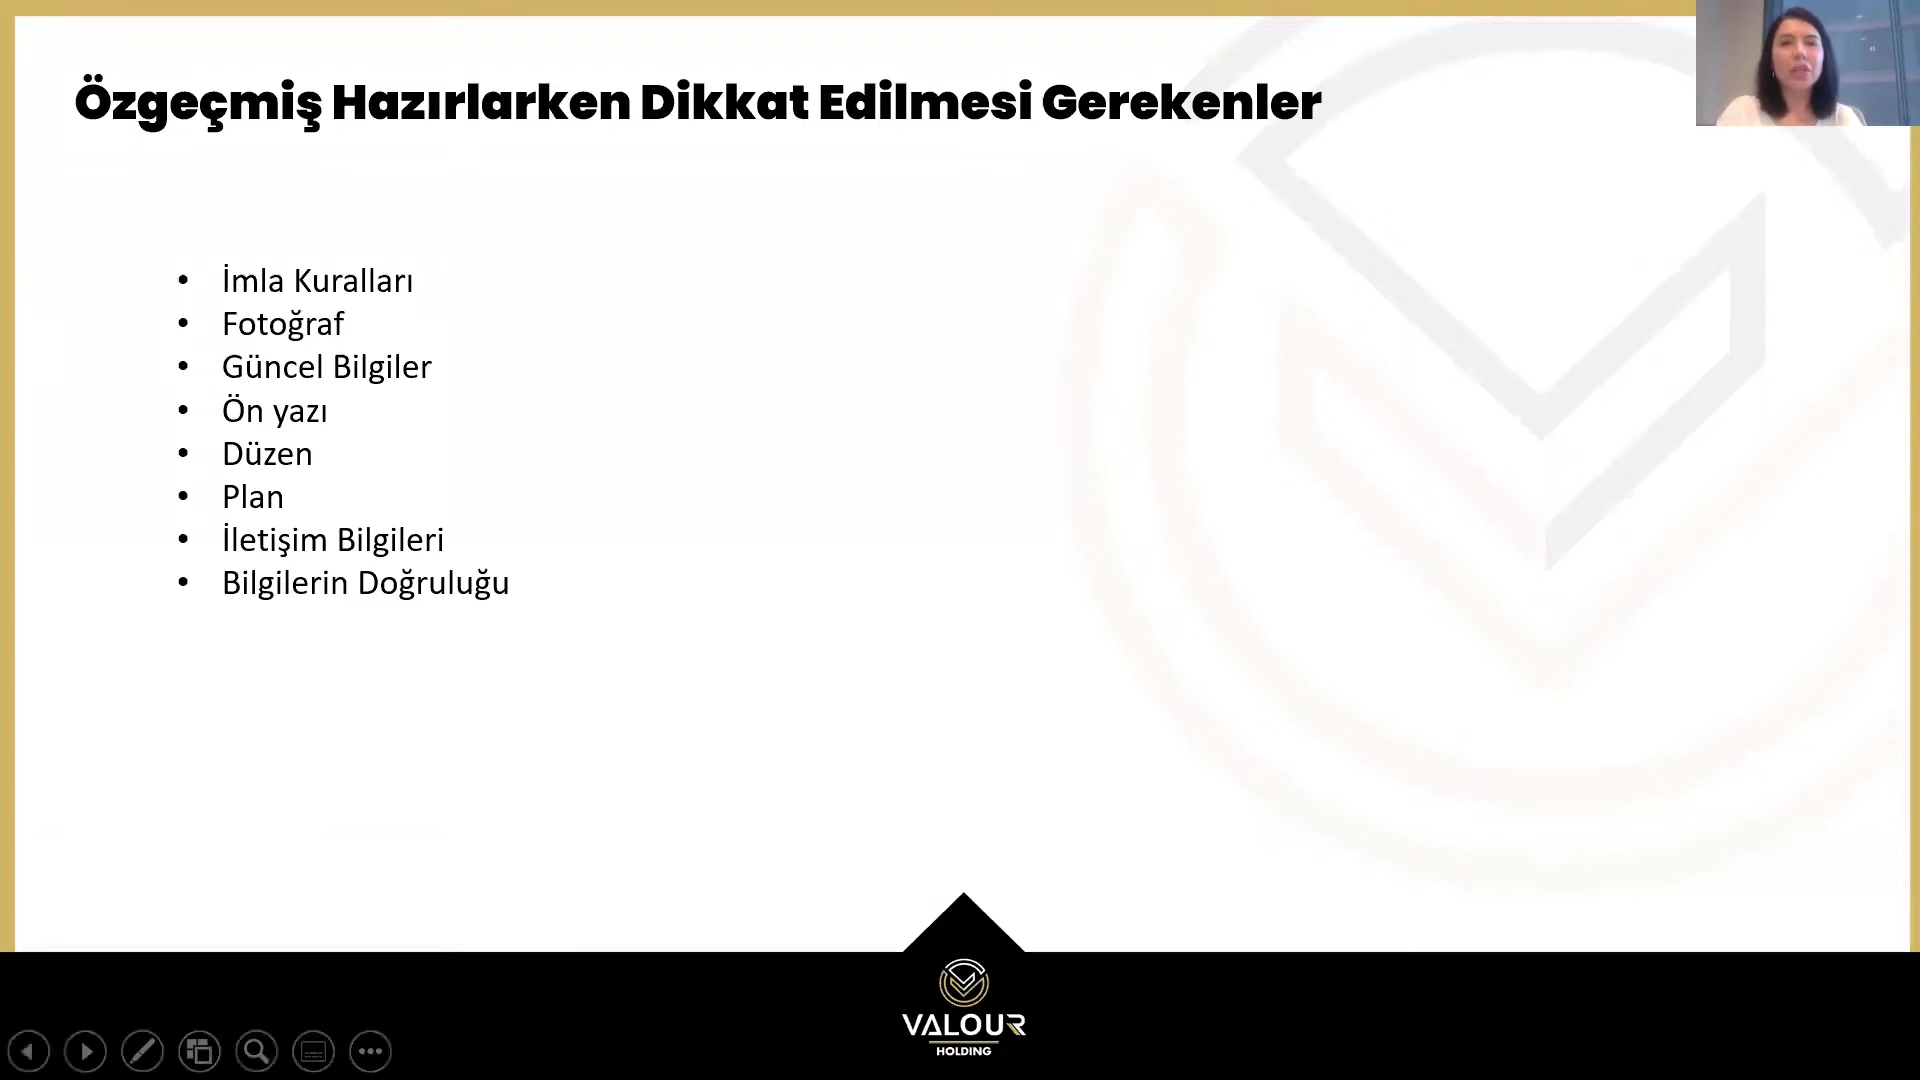 Özgeçmiş Hazırlarken Dikkat Edilmesi Gerekenler
• İmla Kuralları
• Fotoğraf
• Güncel Bilgiler
• Ön yazı
• Düzen
• Plan
• İletişim Bilgileri
• Bilgilerin Doğruluğu
VALOUR
HOLDING